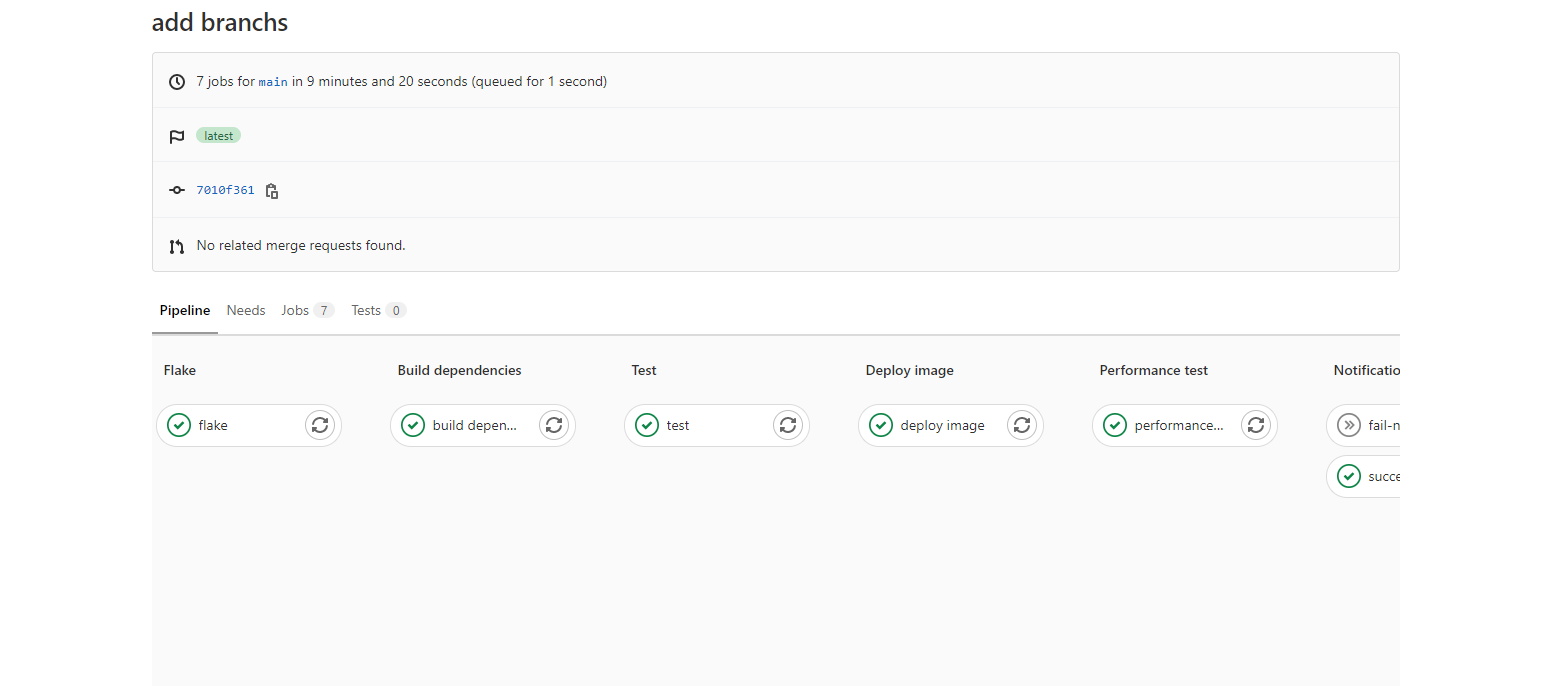 add branchs
7 jobs for main in 9 minutes and 20 seconds (queued for 1 second)
latest
7010f361
No related merge requests found.
Pipeline Needs Jobs 7 Tests 0
Flake Build dependencies Test Deploy image Performance test Notificatio
flake build depen... test deploy image performance... fail-n
succe